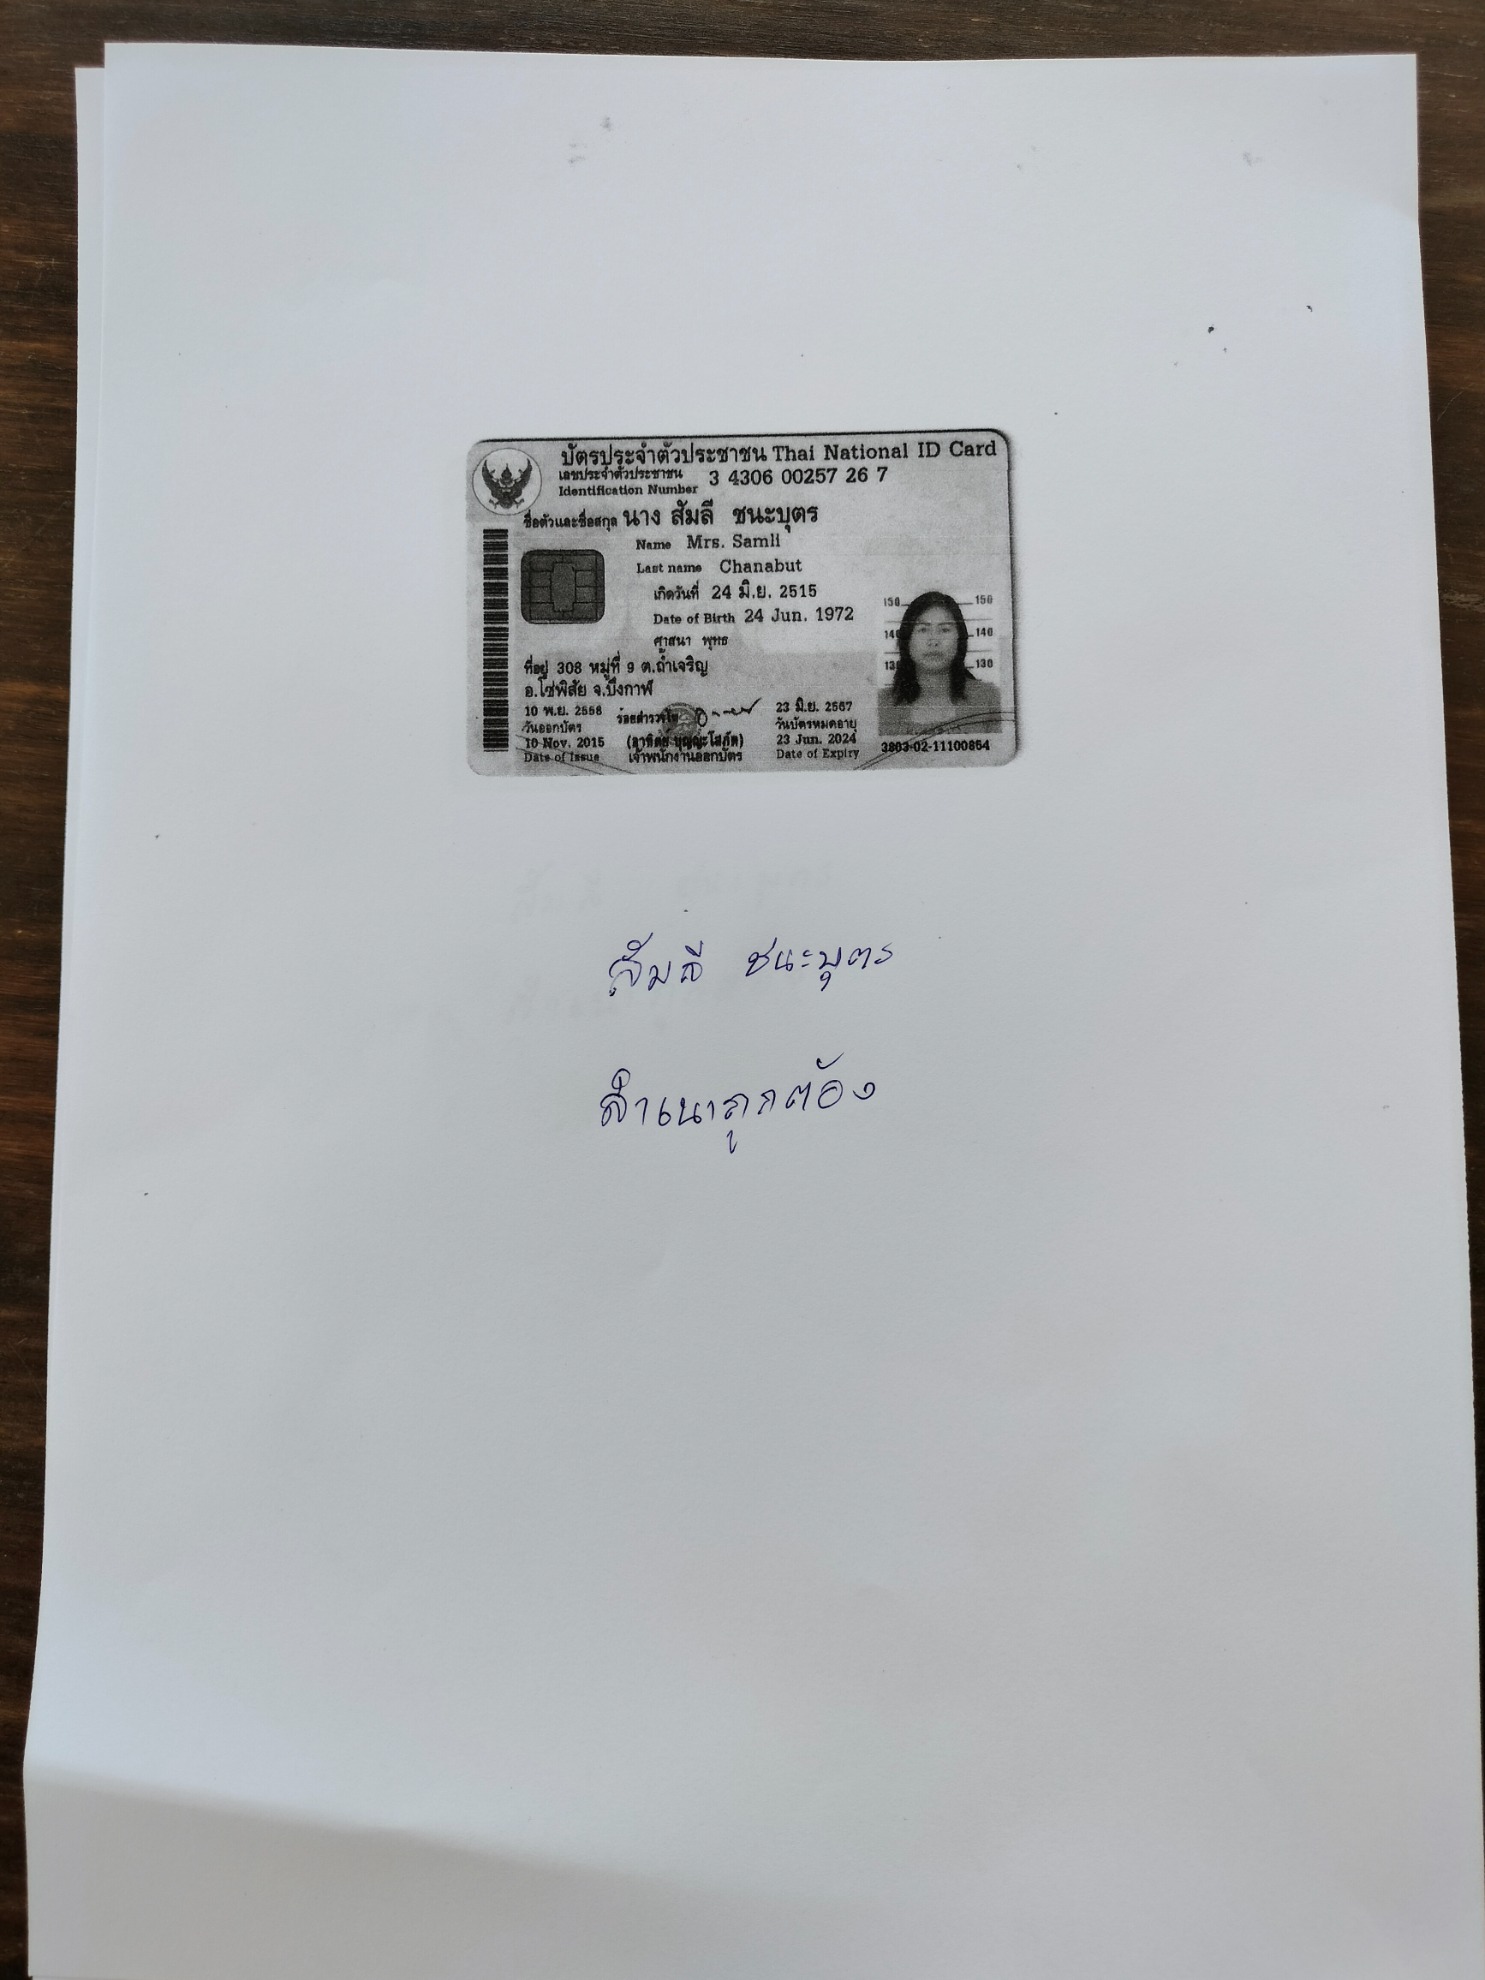 บัตรประจำตัวประชาชน Thai National ID Card
เลขประจำตัวประชาชน
Identification Number 3 4306 00257 26 7
ชื่อตัวและชื่อสกุล นาง สัมลี ชนะบุตร
Name Mrs. Samli
Last name Chanabut
เกิดวันที่ 24 มิ.ย. 2515
Date of Birth 24 Jun. 1972
ศาสนา พุทธ
ที่อยู่ 308 หมู่ที่ 9 ต.ถ้ำเจริญ
อ.โซ่พิสัย จ.บึงกาฬ
10 พ.ย. 2558
วันออกบัตร
10 Nov. 2015
Date of Issue
เจ้าพนักงานออกบัตร
23 มิ.ย. 2567
วันบัตรหมดอายุ
23 Jun. 2024
Date of Expiry
150 150
140 140
130 130
3803-02-11100864
สัมลี ชนะบุตร
สำเนาถูกต้อง